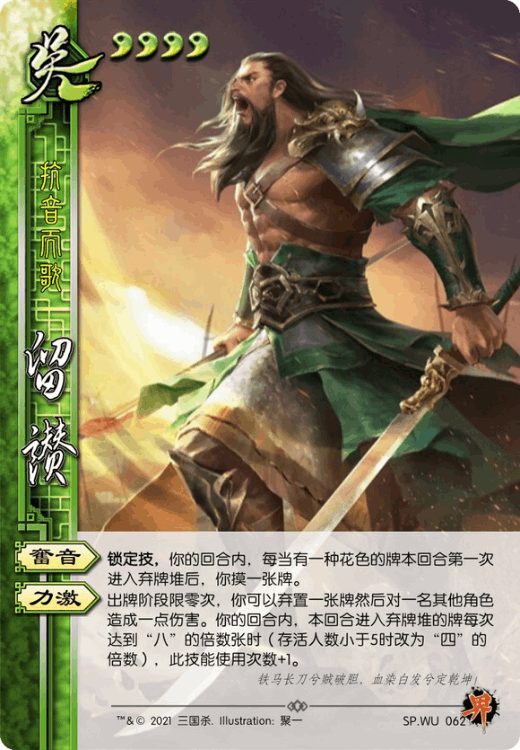 吴
抗音而歌
留赞
奮音
锁定技，你的回合内，每当有一种花色的牌本回合第一次
进入弃牌堆后，你摸一张牌。
力激
出牌阶段限零次，你可以弃置一张牌然后对一名其他角色
造成一点伤害。你的回合内，本回合进入弃牌堆的牌每次
达到“八”的倍数张时（存活人数小于5时改为“四”的
倍数），此技能使用次数+1。
铁马长刀兮贼破胆，血染白发兮定乾坤！
™&© 2021 三国杀. Illustration: 聚一
SP.WU 062
界